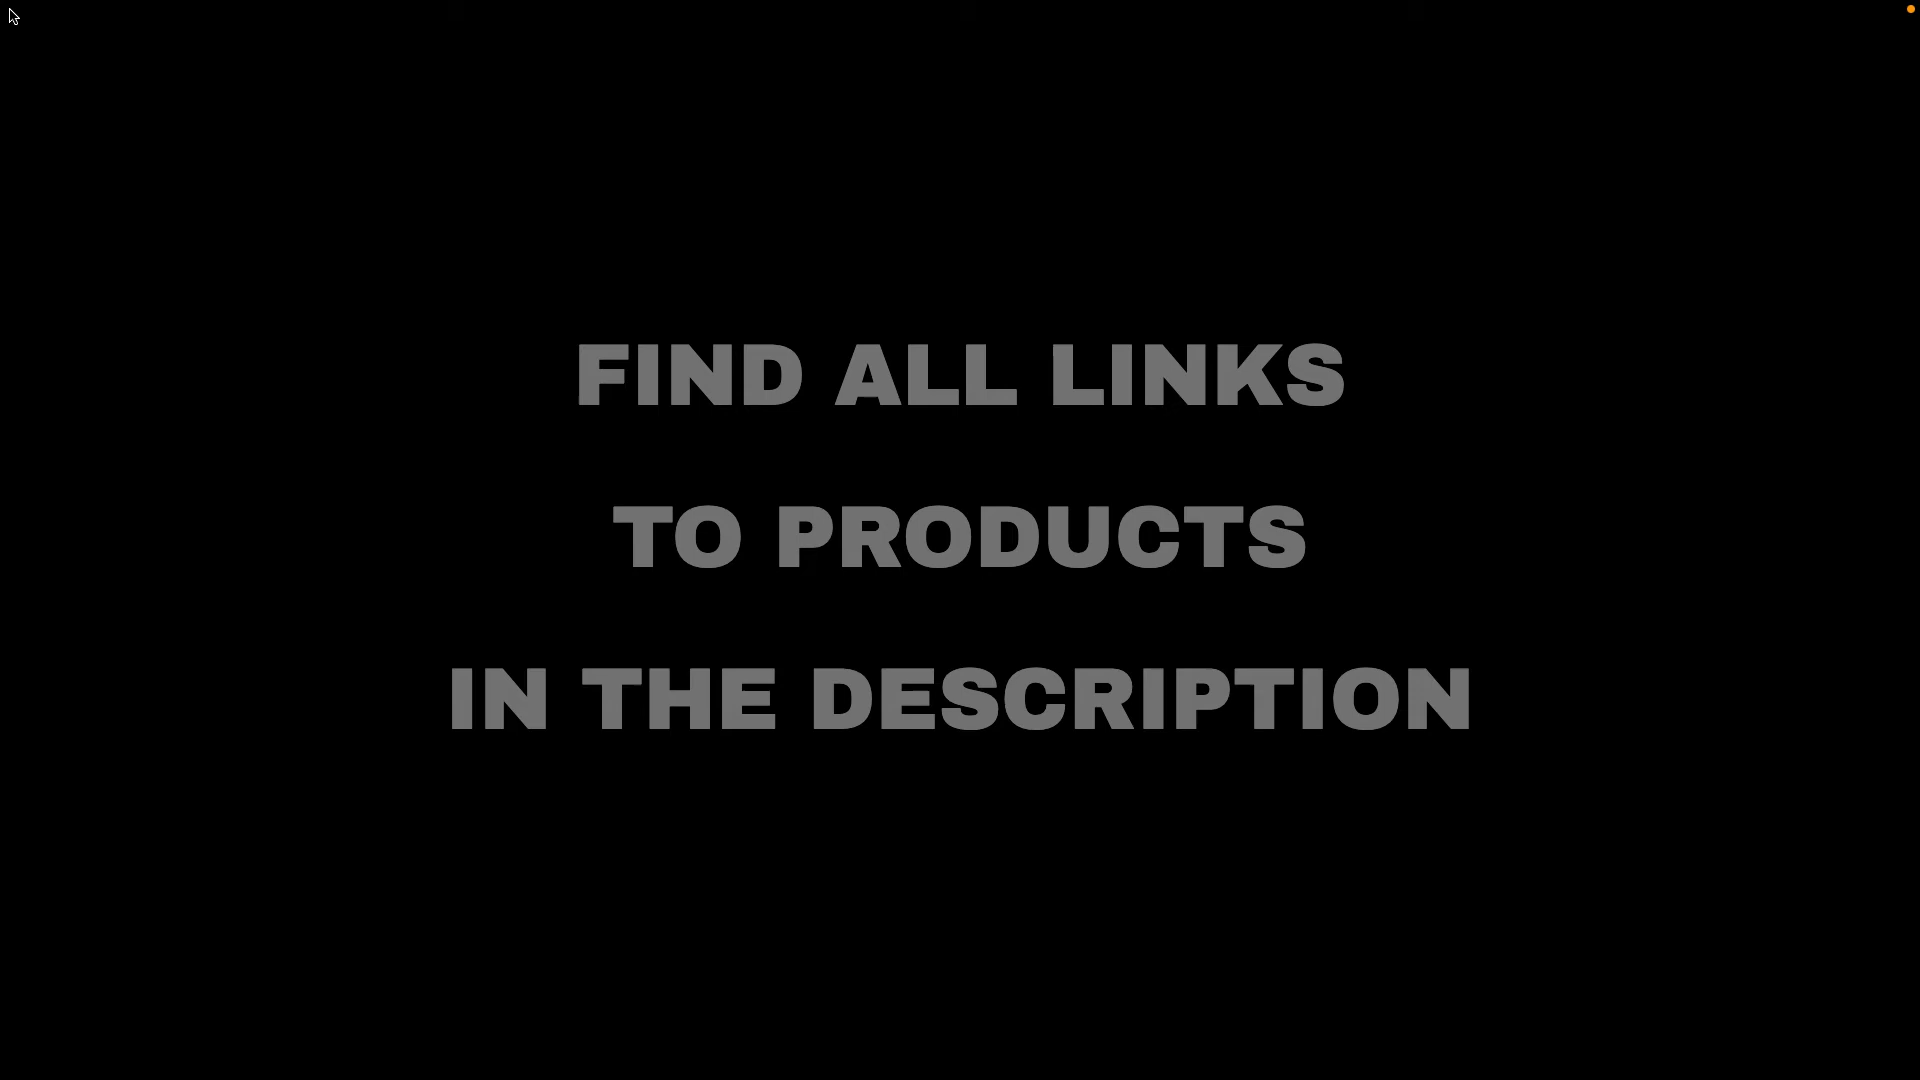 FIND ALL LINKS
TO PRODUCTS
IN THE DESCRIPTION